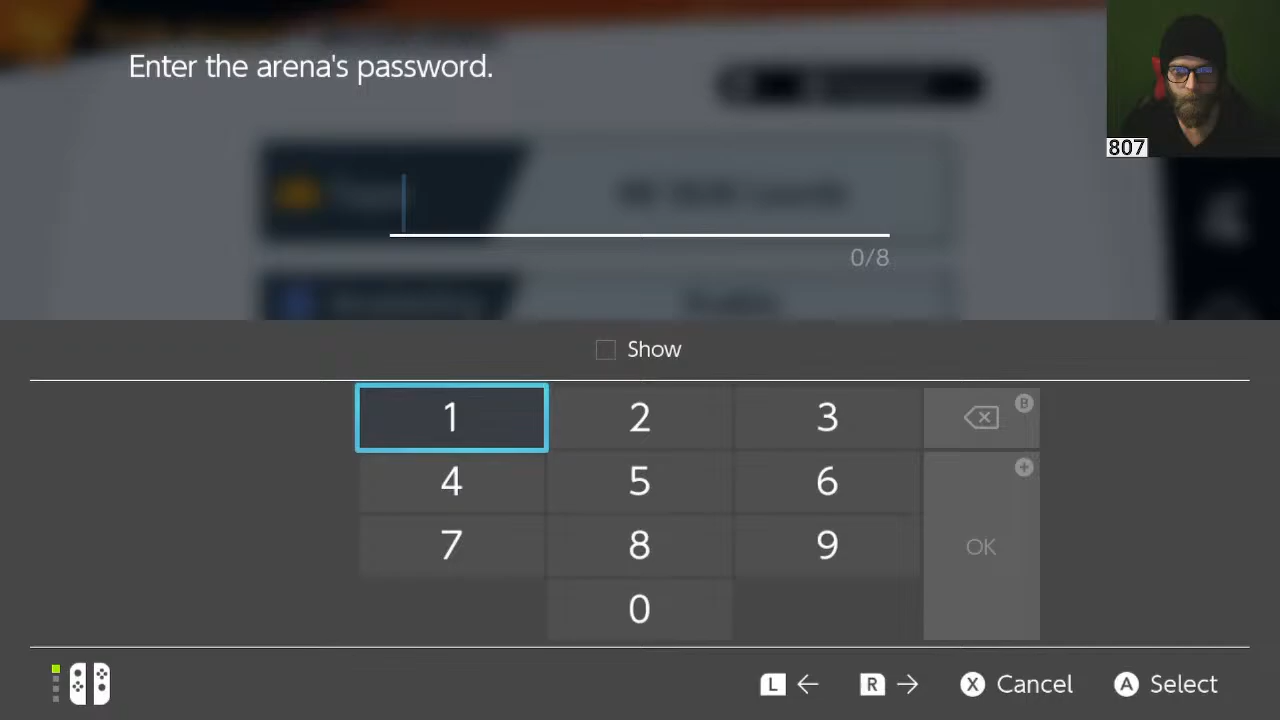 Enter the arena's password.
807
0/8
Show
1 2 3
B
4 5 6
+
7 8 9
OK
0
L ← R → X Cancel A Select